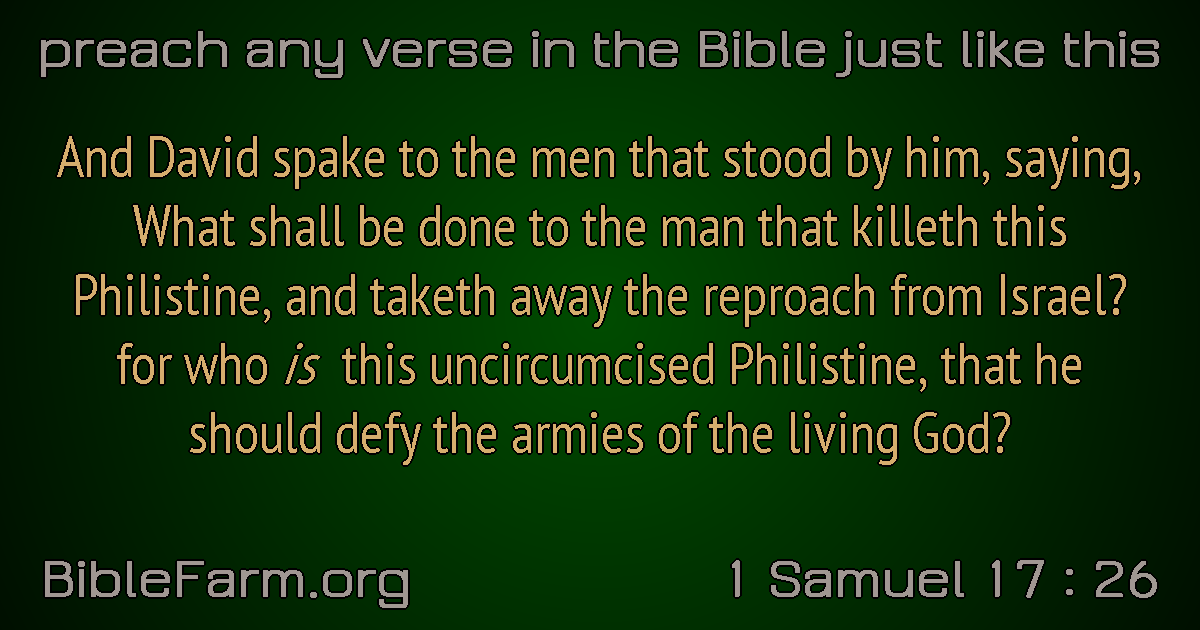 preach any verse in the Bible just like this
And David spake to the men that stood by him, saying,
What shall be done to the man that killeth this
Philistine, and taketh away the reproach from Israel?
for who is this uncircumcised Philistine, that he
should defy the armies of the living God?
BibleFarm.org
1 Samuel 17 : 26